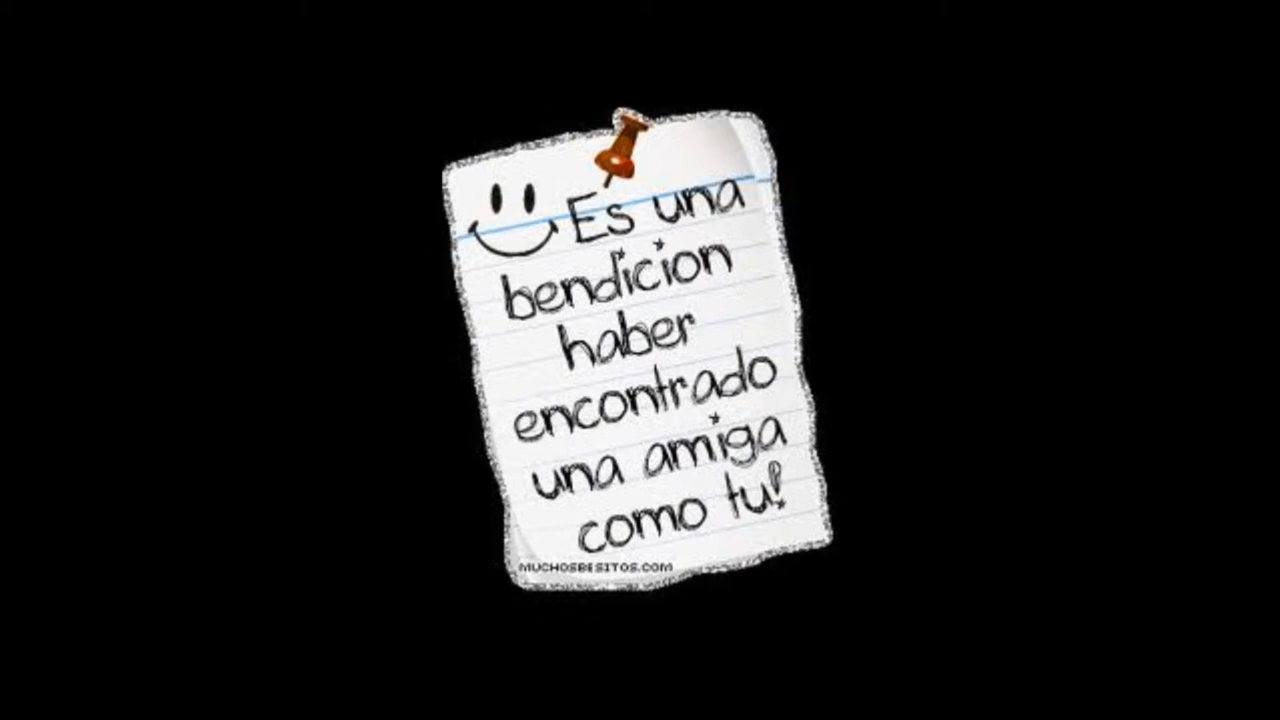 Es una
bendicion
haber
encontrado
una amiga
como tu!
MUCHOSBESITOS.COM